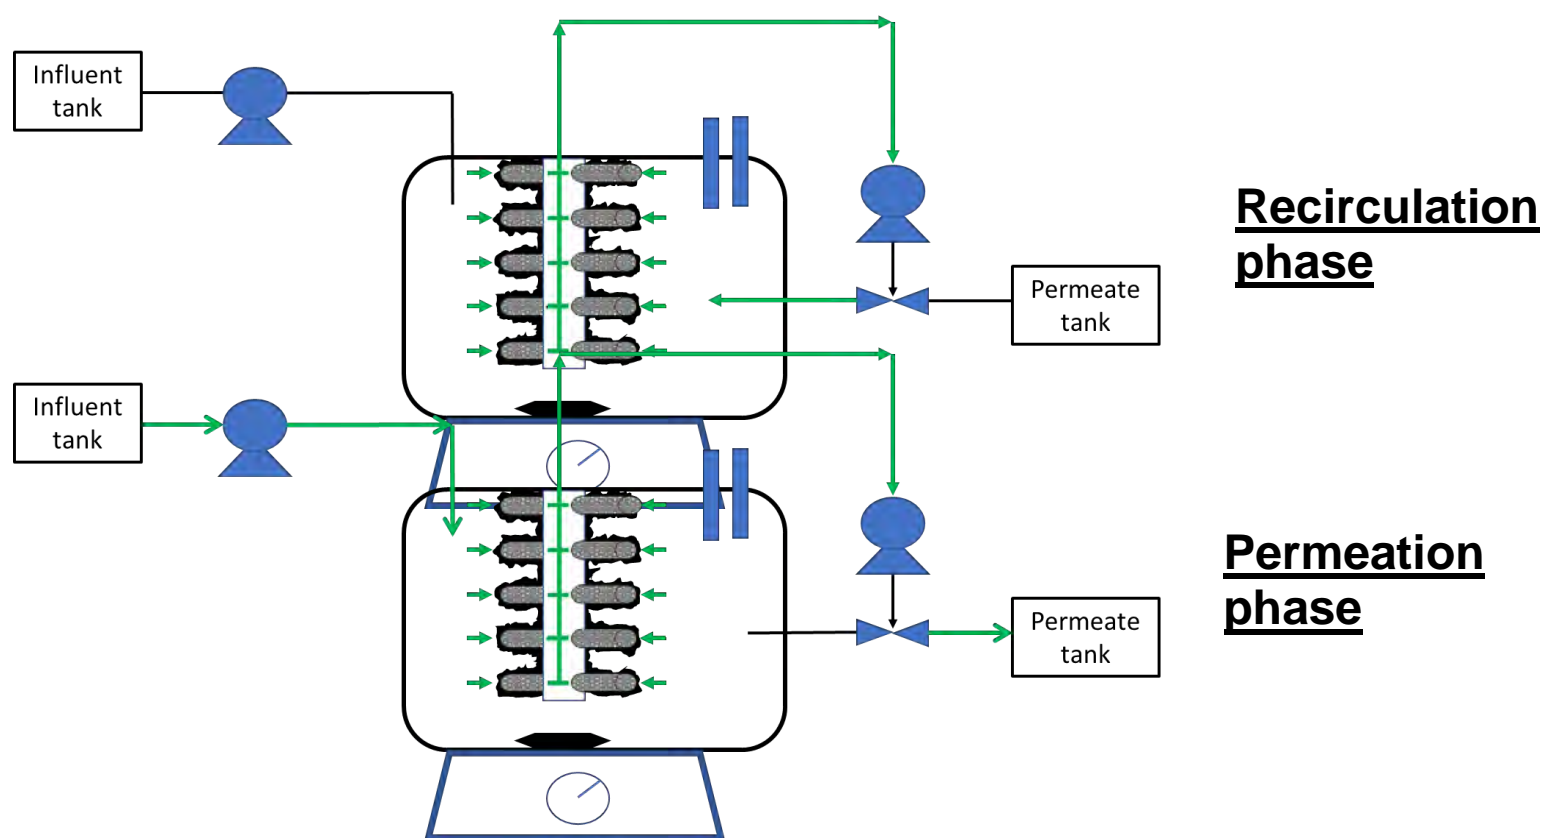 Influent
tank
Recirculation
phase
Permeate
tank
Influent
tank
Permeation
phase
Permeate
tank